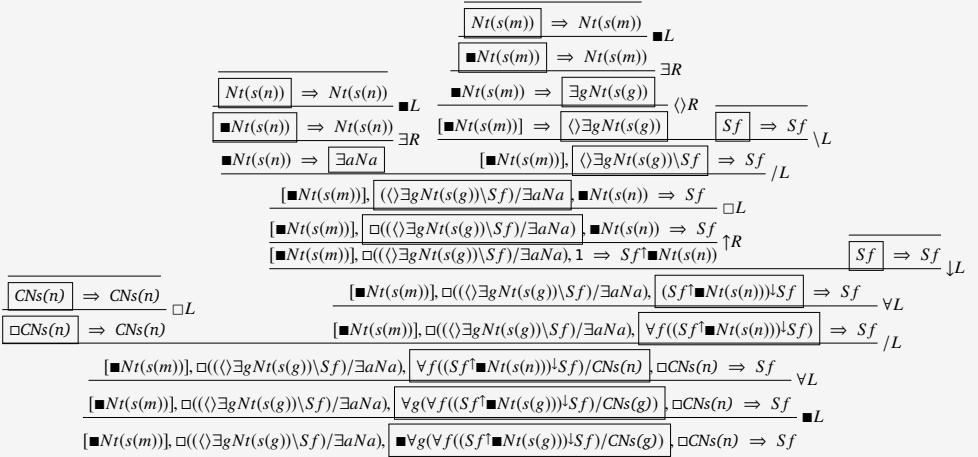 Nt(s(m)) ⇒ Nt(s(m))
■L
■Nt(s(m)) ⇒ Nt(s(m))
∃R
Nt(s(n)) ⇒ Nt(s(n))
■L
■Nt(s(m)) ⇒ ∃gNt(s(g))
⟨⟩R
■Nt(s(n)) ⇒ Nt(s(n))
∃R
[■Nt(s(m))] ⇒ ⟨⟩∃gNt(s(g))
Sf ⇒ Sf
\L
■Nt(s(n)) ⇒ ∃aNa
[■Nt(s(m))], ⟨⟩∃gNt(s(g))\Sf ⇒ Sf
/L
[■Nt(s(m))], (⟨⟩∃gNt(s(g))\Sf)/∃aNa, ■Nt(s(n)) ⇒ Sf
□L
[■Nt(s(m))], □((⟨⟩∃gNt(s(g))\Sf)/∃aNa), ■Nt(s(n)) ⇒ Sf
↑R
[■Nt(s(m))], □((⟨⟩∃gNt(s(g))\Sf)/∃aNa), 1 ⇒ Sf↑■Nt(s(n))
Sf ⇒ Sf
↓L
CNs(n) ⇒ CNs(n)
□L
[■Nt(s(m))], □((⟨⟩∃gNt(s(g))\Sf)/∃aNa), (Sf↑■Nt(s(n)))↓Sf ⇒ Sf
∀L
□CNs(n) ⇒ CNs(n)
[■Nt(s(m))], □((⟨⟩∃gNt(s(g))\Sf)/∃aNa), ∀f((Sf↑■Nt(s(n)))↓Sf) ⇒ Sf
/L
[■Nt(s(m))], □((⟨⟩∃gNt(s(g))\Sf)/∃aNa), ∀f((Sf↑■Nt(s(n)))↓Sf)/CNs(n), □CNs(n) ⇒ Sf
∀L
[■Nt(s(m))], □((⟨⟩∃gNt(s(g))\Sf)/∃aNa), ∀g(∀f((Sf↑■Nt(s(g)))↓Sf)/CNs(g)), □CNs(n) ⇒ Sf
■L
[■Nt(s(m))], □((⟨⟩∃gNt(s(g))\Sf)/∃aNa), ■∀g(∀f((Sf↑■Nt(s(g)))↓Sf)/CNs(g)), □CNs(n) ⇒ Sf